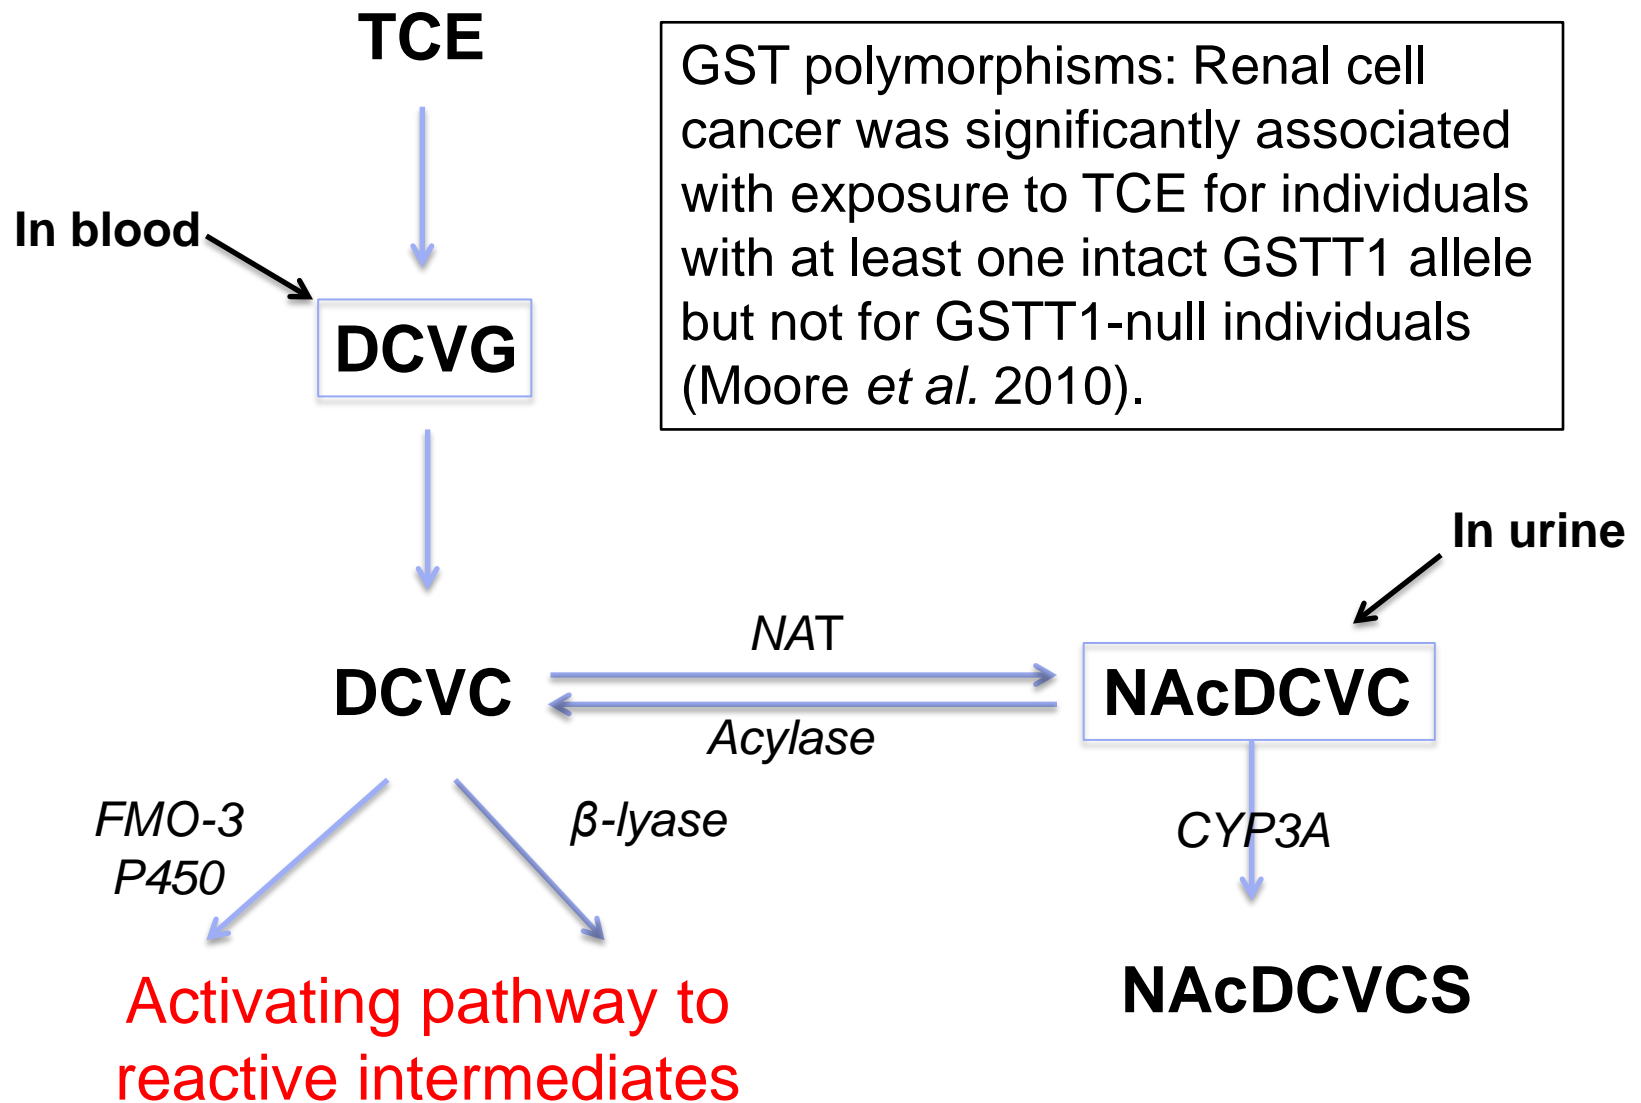 TCE
GST polymorphisms: Renal cell
cancer was significantly associated
with exposure to TCE for individuals
with at least one intact GSTT1 allele
but not for GSTT1-null individuals
(Moore et al. 2010).
In blood
DCVG
In urine
NAT
DCVC
NAcDCVC
Acylase
FMO-3
P450
β-lyase
CYP3A
Activating pathway to
reactive intermediates
NAcDCVCS